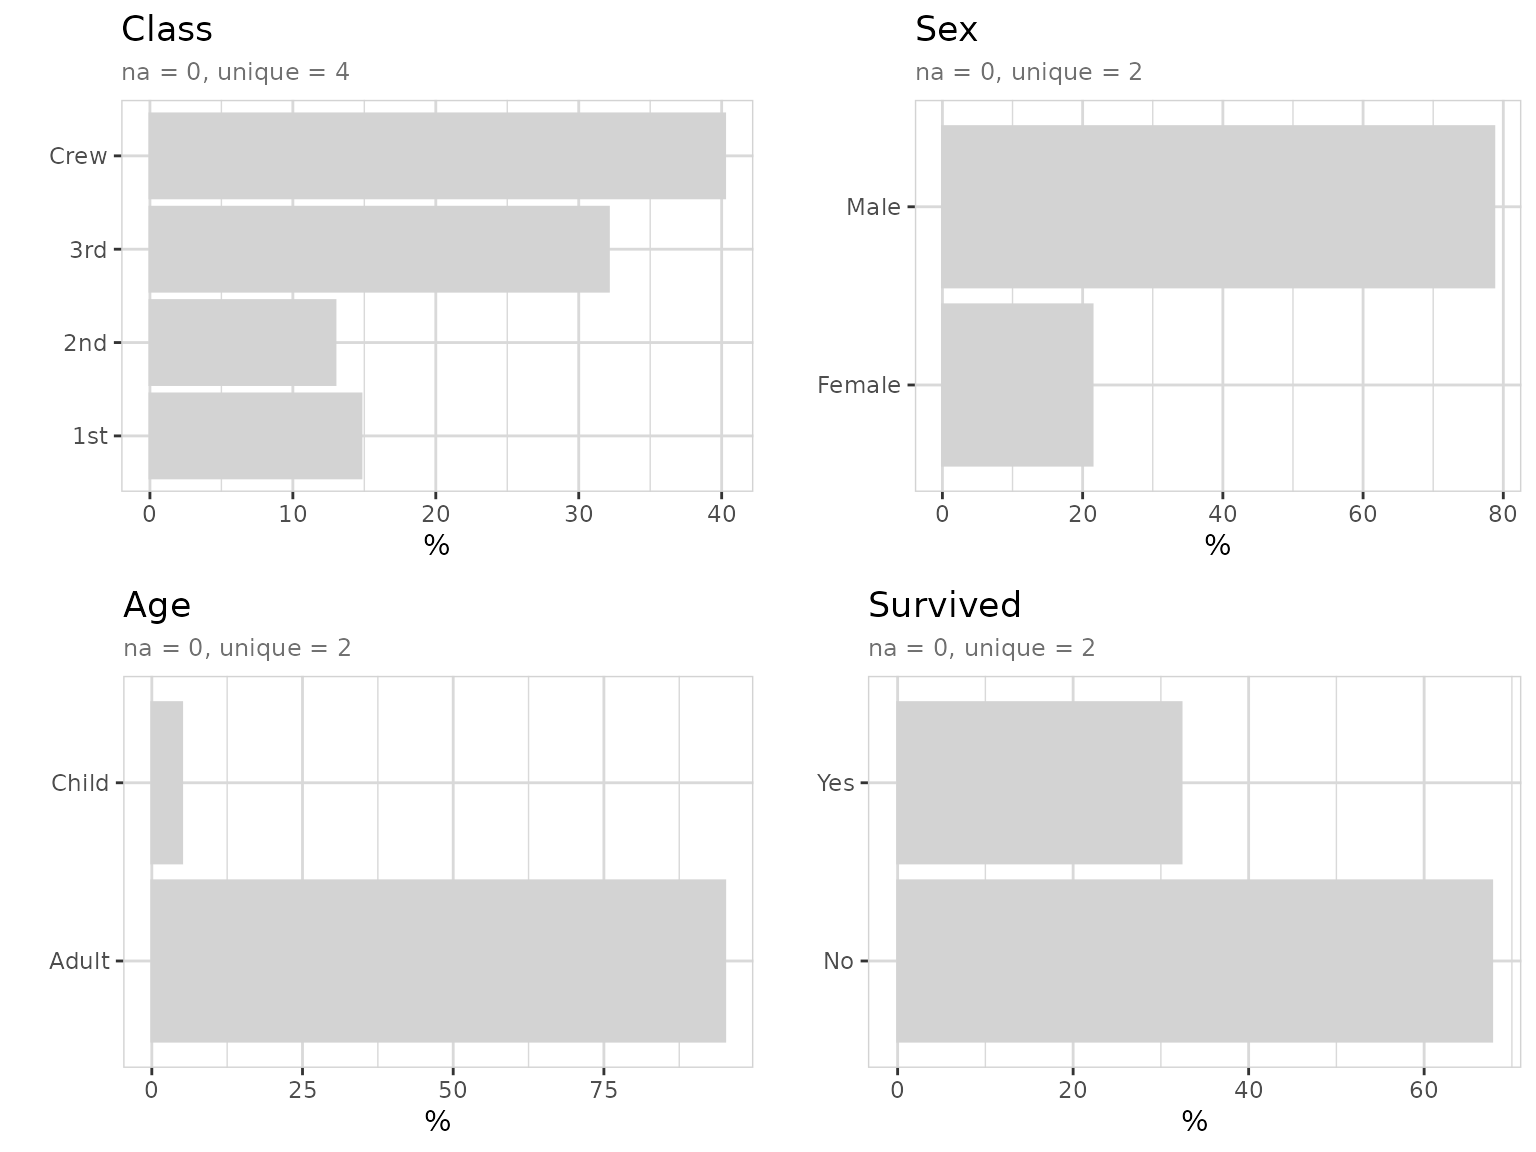 Class
na = 0, unique = 4
Crew
3rd
2nd
1st
0 10 20 30 40
%
Sex
na = 0, unique = 2
Male
Female
0 20 40 60 80
%
Age
na = 0, unique = 2
Child
Adult
0 25 50 75
%
Survived
na = 0, unique = 2
Yes
No
0 20 40 60
%